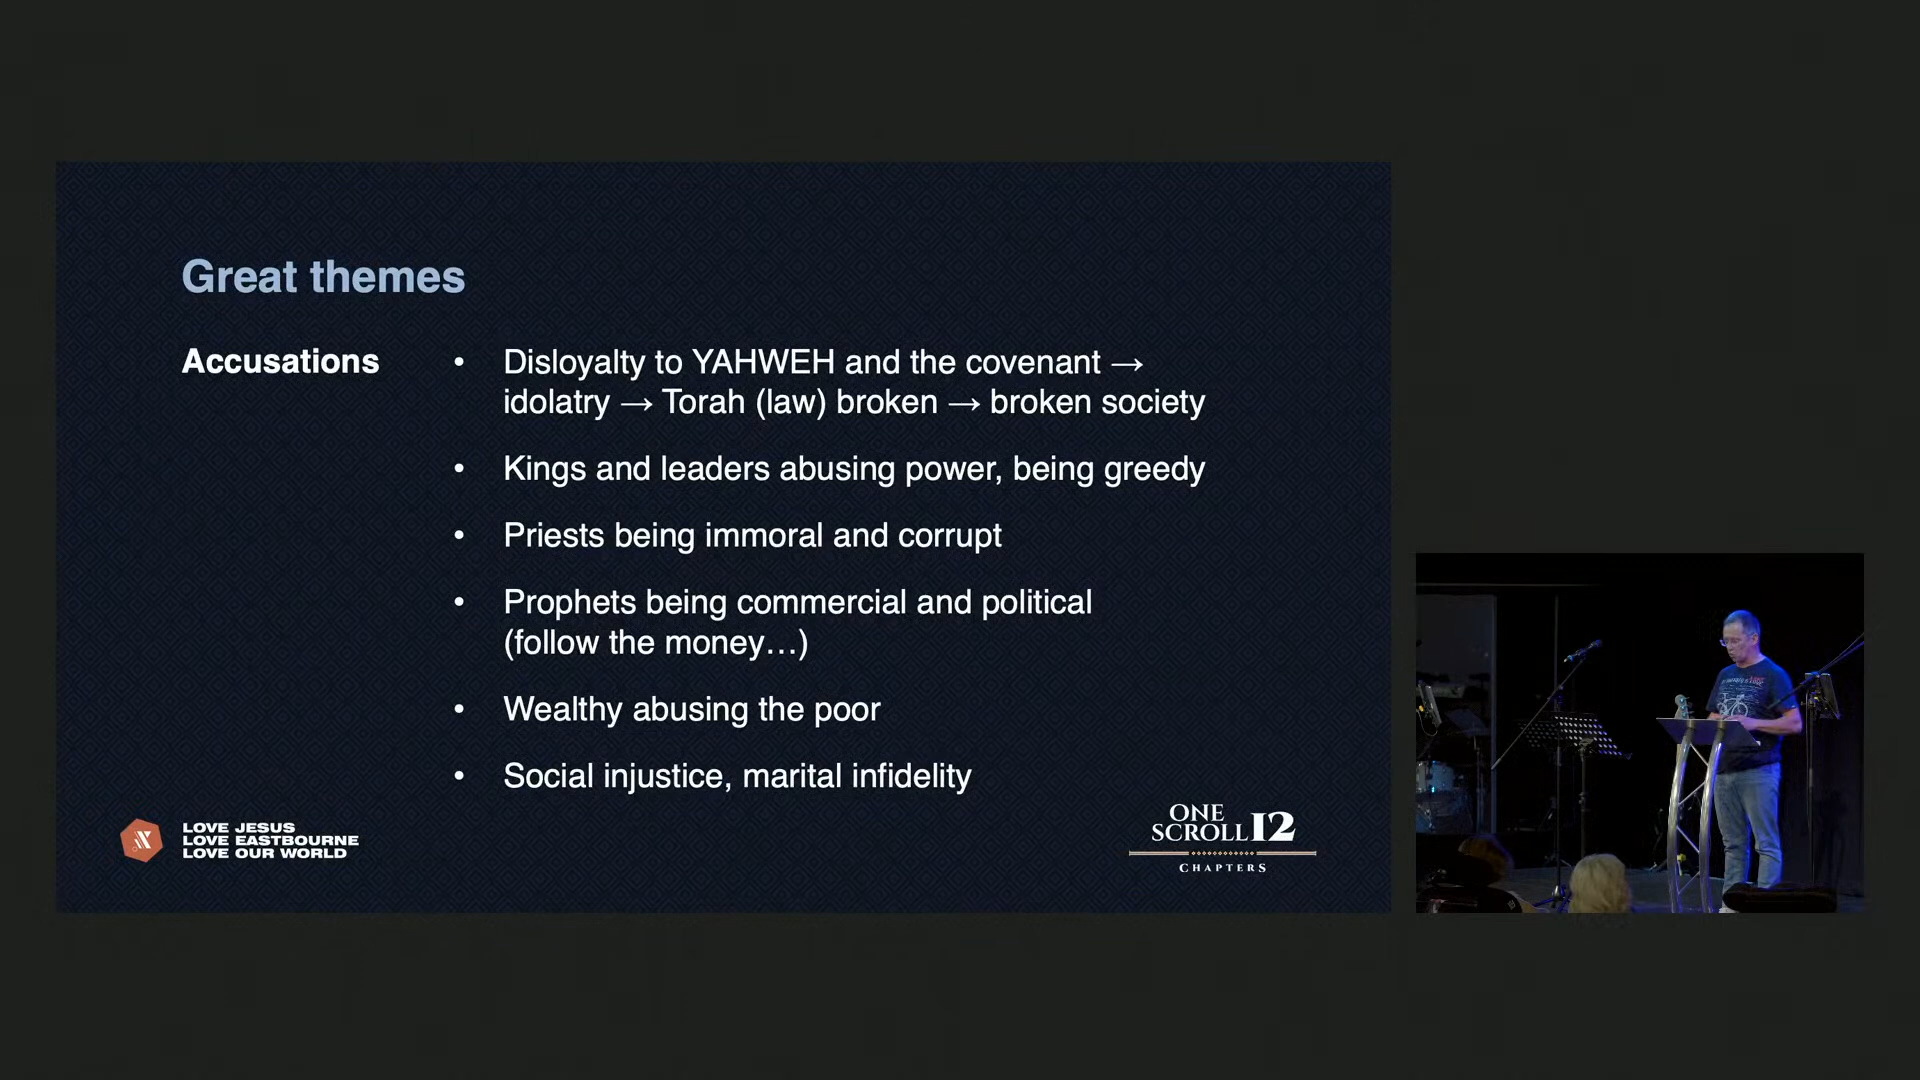 Great themes
Accusations
• Disloyalty to YAHWEH and the covenant →
idolatry → Torah (law) broken → broken society
• Kings and leaders abusing power, being greedy
• Priests being immoral and corrupt
• Prophets being commercial and political
(follow the money…)
• Wealthy abusing the poor
• Social injustice, marital infidelity
LOVE JESUS
LOVE EASTBOURNE
LOVE OUR WORLD
ONE
SCROLL 12
CHAPTERS